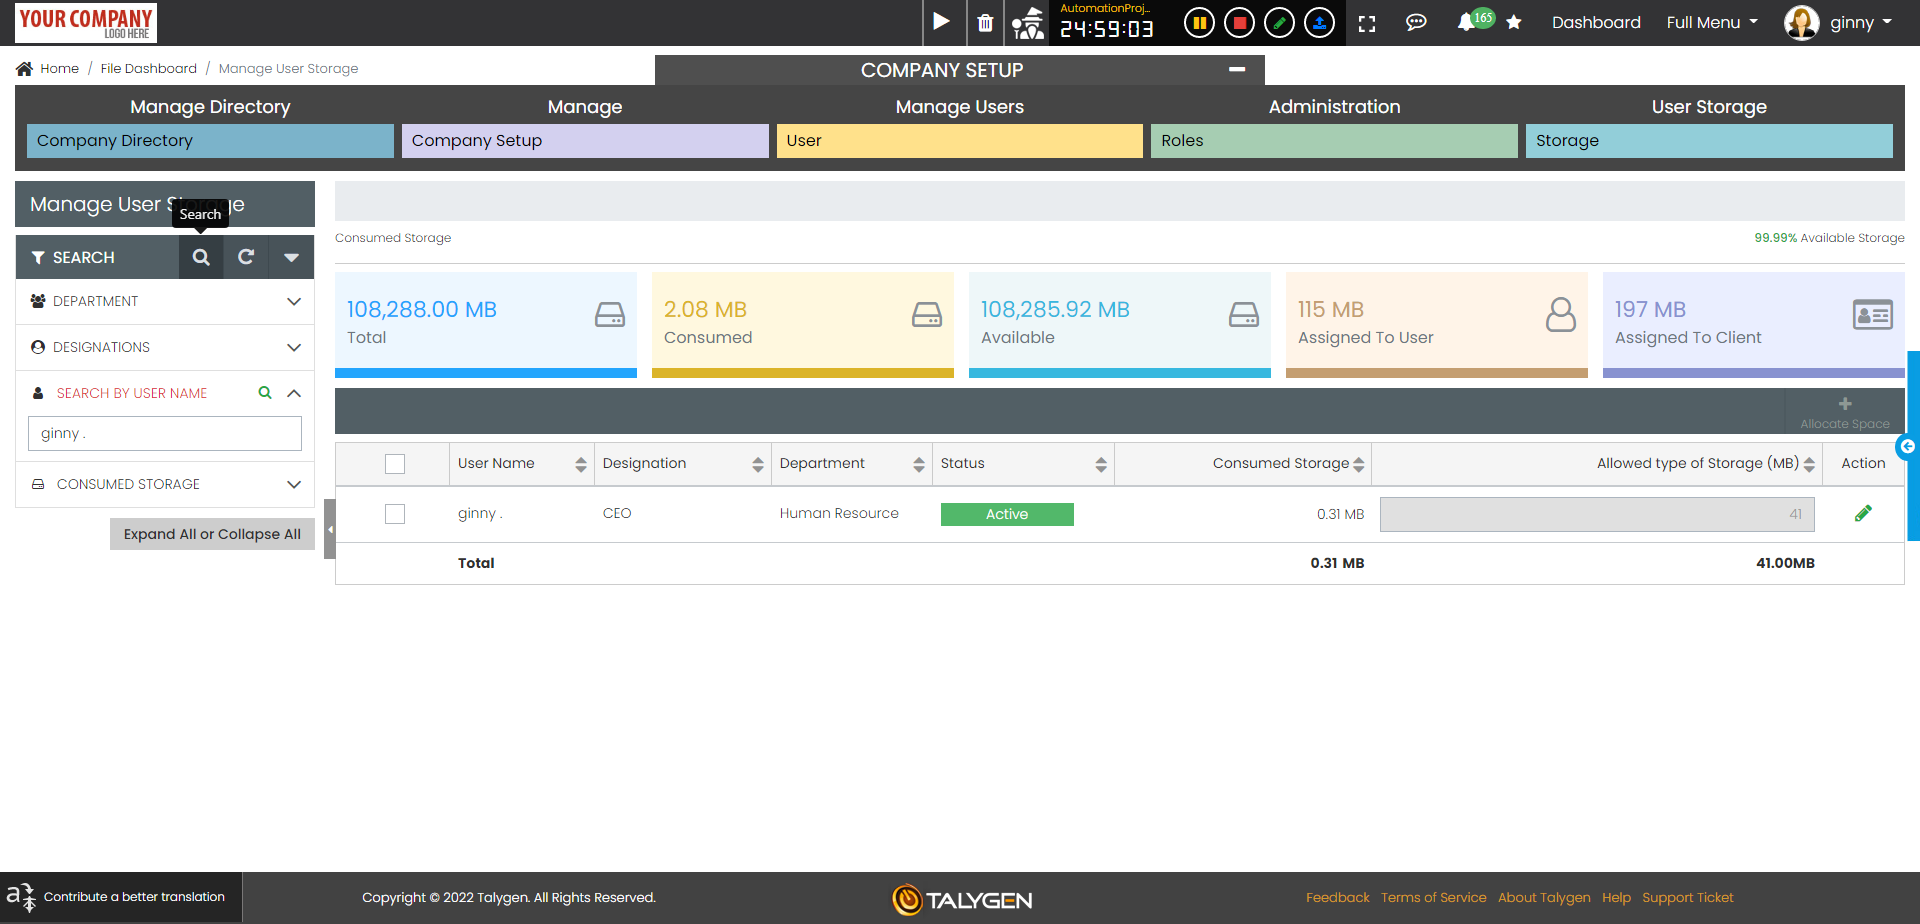 YOUR COMPANY
LOGO HERE
AutomationProj...
24:59:03
165
Dashboard
Full Menu
ginny
Home / File Dashboard / Manage User Storage
COMPANY SETUP
Manage Directory
Manage
Manage Users
Administration
User Storage
Company Directory
Company Setup
User
Roles
Storage
Manage User Storage
Search
SEARCH
DEPARTMENT
DESIGNATIONS
SEARCH BY USER NAME
ginny .
CONSUMED STORAGE
Expand All or Collapse All
Consumed Storage
99.99% Available Storage
108,288.00 MB
Total
2.08 MB
Consumed
108,285.92 MB
Available
115 MB
Assigned To User
197 MB
Assigned To Client
Allocate Space
User Name
Designation
Department
Status
Consumed Storage
Allowed type of Storage (MB)
Action
ginny .
CEO
Human Resource
Active
0.31 MB
41
Total
0.31 MB
41.00MB
Contribute a better translation
Copyright © 2022 Talygen. All Rights Reserved.
TALYGEN
Feedback
Terms of Service
About Talygen
Help
Support Ticket